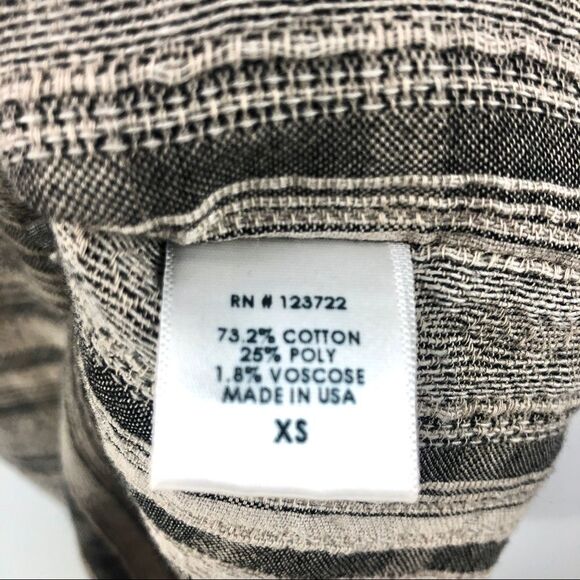 RN # 123722
73.2% COTTON
25% POLY
1.8% VOSCOSE
MADE IN USA
XS